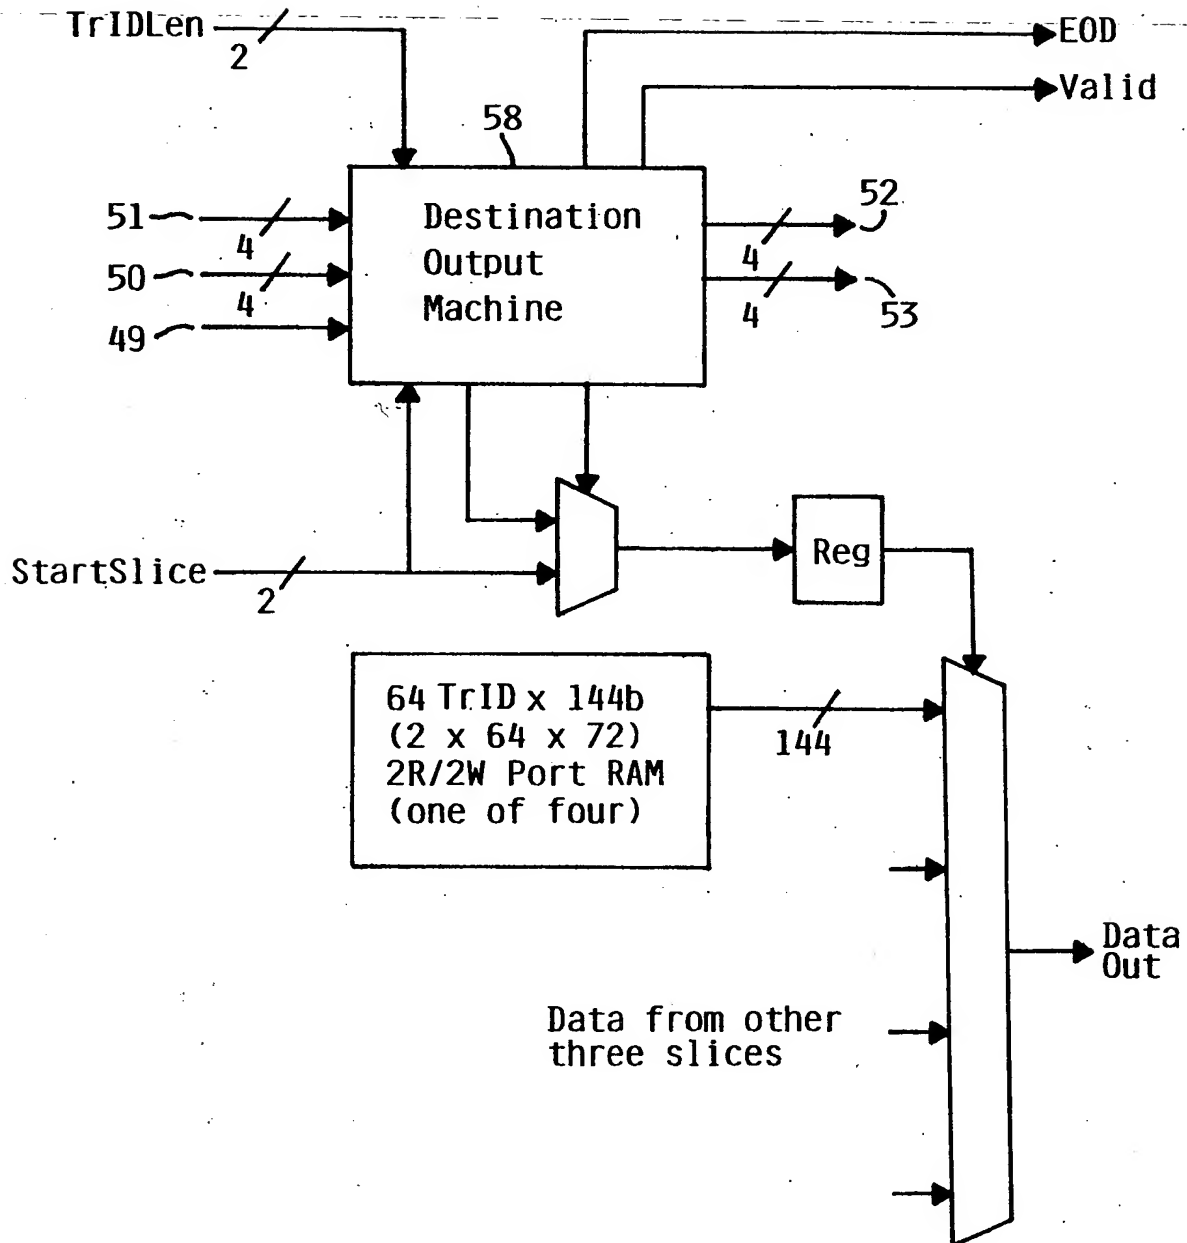 TrIDLen
2
EOD
Valid
58
51
4
50
4
49
Destination
Output
Machine
4
52
4
53
StartSlice
2
Reg
64 TrID x 144b
(2 x 64 x 72)
2R/2W Port RAM
(one of four)
144
Data from other
three slices
Data
Out